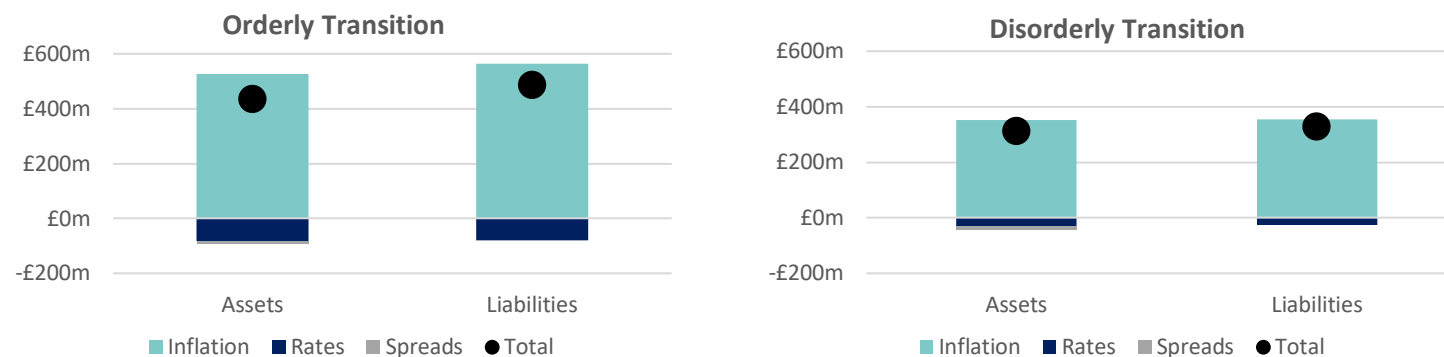 Orderly Transition
£600m
£400m
£200m
£0m
-£200m
Assets
Liabilities
Inflation
Rates
Spreads
Total
Disorderly Transition
£600m
£400m
£200m
£0m
-£200m
Assets
Liabilities
Inflation
Rates
Spreads
Total